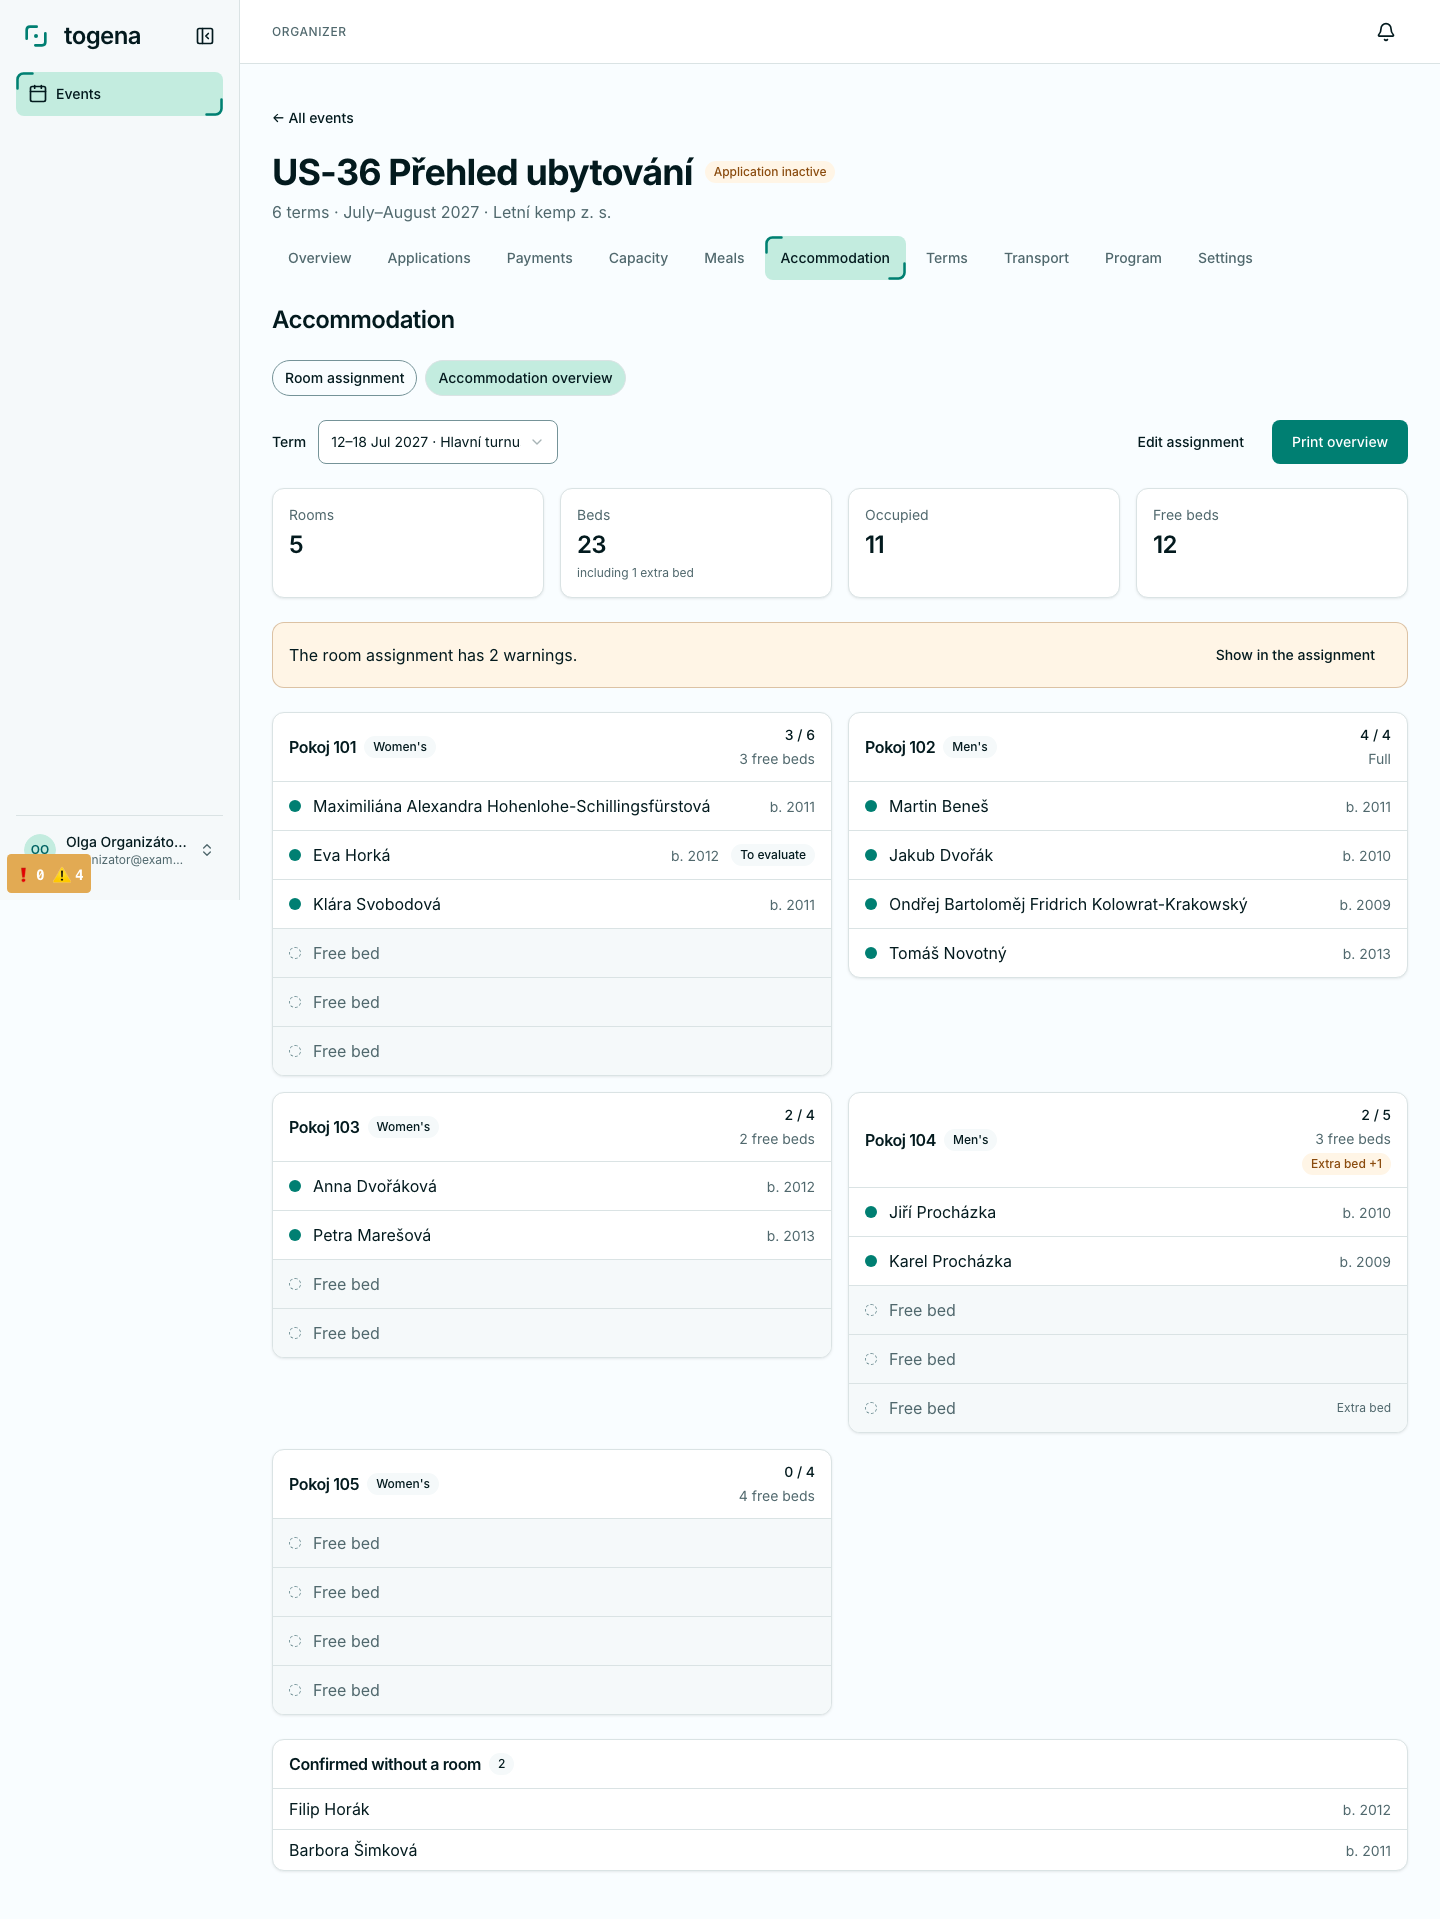 togena
ORGANIZER
Events
← All events
US-36 Přehled ubytování
Application inactive
6 terms · July–August 2027 · Letní kemp z. s.
Overview
Applications
Payments
Capacity
Meals
Accommodation
Terms
Transport
Program
Settings
Accommodation
Room assignment
Accommodation overview
Term
12–18 Jul 2027 · Hlavní turnu
Edit assignment
Print overview
Rooms
5
Beds
23
including 1 extra bed
Occupied
11
Free beds
12
The room assignment has 2 warnings.
Show in the assignment
Pokoj 101 Women's
3 / 6
3 free beds
Maximiliána Alexandra Hohenlohe-Schillingsfürstová b. 2011
Eva Horká b. 2012 To evaluate
Klára Svobodová b. 2011
Free bed
Free bed
Free bed
Pokoj 102 Men's
4 / 4
Full
Martin Beneš b. 2011
Jakub Dvořák b. 2010
Ondřej Bartoloměj Fridrich Kolowrat-Krakowský b. 2009
Tomáš Novotný b. 2013
Pokoj 103 Women's
2 / 4
2 free beds
Anna Dvořáková b. 2012
Petra Marešová b. 2013
Free bed
Free bed
Pokoj 104 Men's
2 / 5
3 free beds
Extra bed +1
Jiří Procházka b. 2010
Karel Procházka b. 2009
Free bed
Free bed
Free bed Extra bed
Pokoj 105 Women's
0 / 4
4 free beds
Free bed
Free bed
Free bed
Free bed
Confirmed without a room 2
Filip Horák b. 2012
Barbora Šimková b. 2011
OO
Olga Organizáto...
nizator@exam...
❗ 0 ⚠️ 4